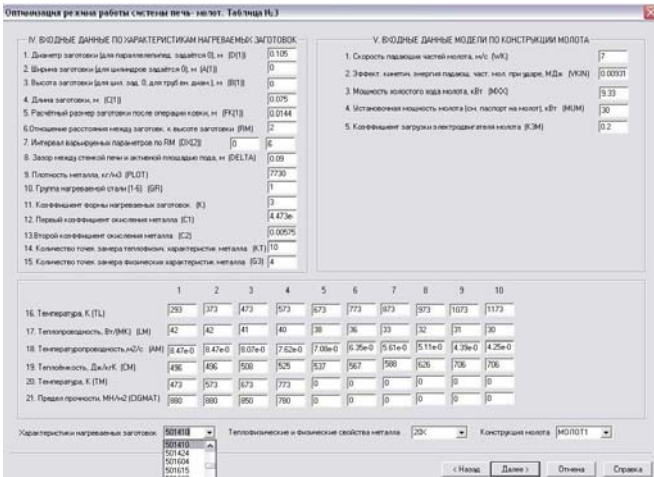 Оптимизация режима работы системы печь- молот. Таблица №3
IV. ВХОДНЫЕ ДАННЫЕ ПО ХАРАКТЕРИСТИКАМ НАГРЕВАЕМЫХ ЗАГОТОВОК
1. Диаметр заготовки (для параллелепипед. задаётся 0), м (D(1)) 0.105
2. Ширина заготовки (для цилиндров задаётся 0), м (A(1)) 0
3. Высота заготовки (для цил. зад. 0, для труб вн. диам.), м (B(1)) 0
4. Длина заготовки, м (C(1)) 0.075
5. Расчётный размер заготовки после операции ковки, м (FK(1)) 0.0144
6.Отношение расстояния между заготовк. к высоте заготовки (RM) 2
7. Интервал варьируемых параметров по RM (DX(2)) 0 6
8. Зазор между стенкой печи и активной площадью пода, м (DELTA) 0.09
9. Плотность металла, кг/м3 (PLOT) 7730
10. Группа нагреваемой стали (1-6) (GR) 1
11. Коэффициент формы нагреваемых заготовок (K) 3
12. Первый коэффициент окисления металла (C1) 4.473e-
13.Второй коэффициент окисления металла (C2) 0.00575
14. Количество точек замера теплофизич. характеристик металла (KT) 10
15. Количество точек замера физических характеристик металла (G3) 4
V. ВХОДНЫЕ ДАННЫЕ МОДЕЛИ ПО КОНСТРУКЦИИ МОЛОТА
1. Скорость падающих частей молота, м/с (WK) 7
2. Эффект. кинетич. энергия падающ. част. мол. при ударе, МДж (VKIN) 0.00931
3. Мощность холостого хода молота, кВт (MXX) 9.33
4. Установочная мощность молота (см. паспорт на молот), кВт (MUM) 30
5. Коэффициент загрузки электродвигателя молота (КЗМ) 0.2
1 2 3 4 5 6 7 8 9 10
16. Температура, К (TL) 293 373 473 573 673 773 873 973 1073 1173
17. Теплопроводность, Вт/(МК) (LM) 42 42 41 40 38 36 33 32 31 30
18. Температуропроводность,м2/с (AM) 8.47e-0 8.47e-0 8.07e-0 7.62e-0 7.08e-0 6.35e-0 5.61e-0 5.11e-0 4.39e-0 4.25e-0
19. Теплоёмкость, Дж/кгК (CM) 496 496 508 525 537 567 588 626 706 706
20. Температура, К (TM) 473 573 673 773 0 0 0 0 0 0
21. Предел прочности, МН/м2 (CIGMAT) 880 880 850 780 0 0 0 0 0 0
Характеристики нагреваемых заготовок 501410 Теплофизические и физические свойства металла 20Х Конструкция молота МОЛОТ1
501410
501424
501604
501615
< Назад Далее > Отмена Справка